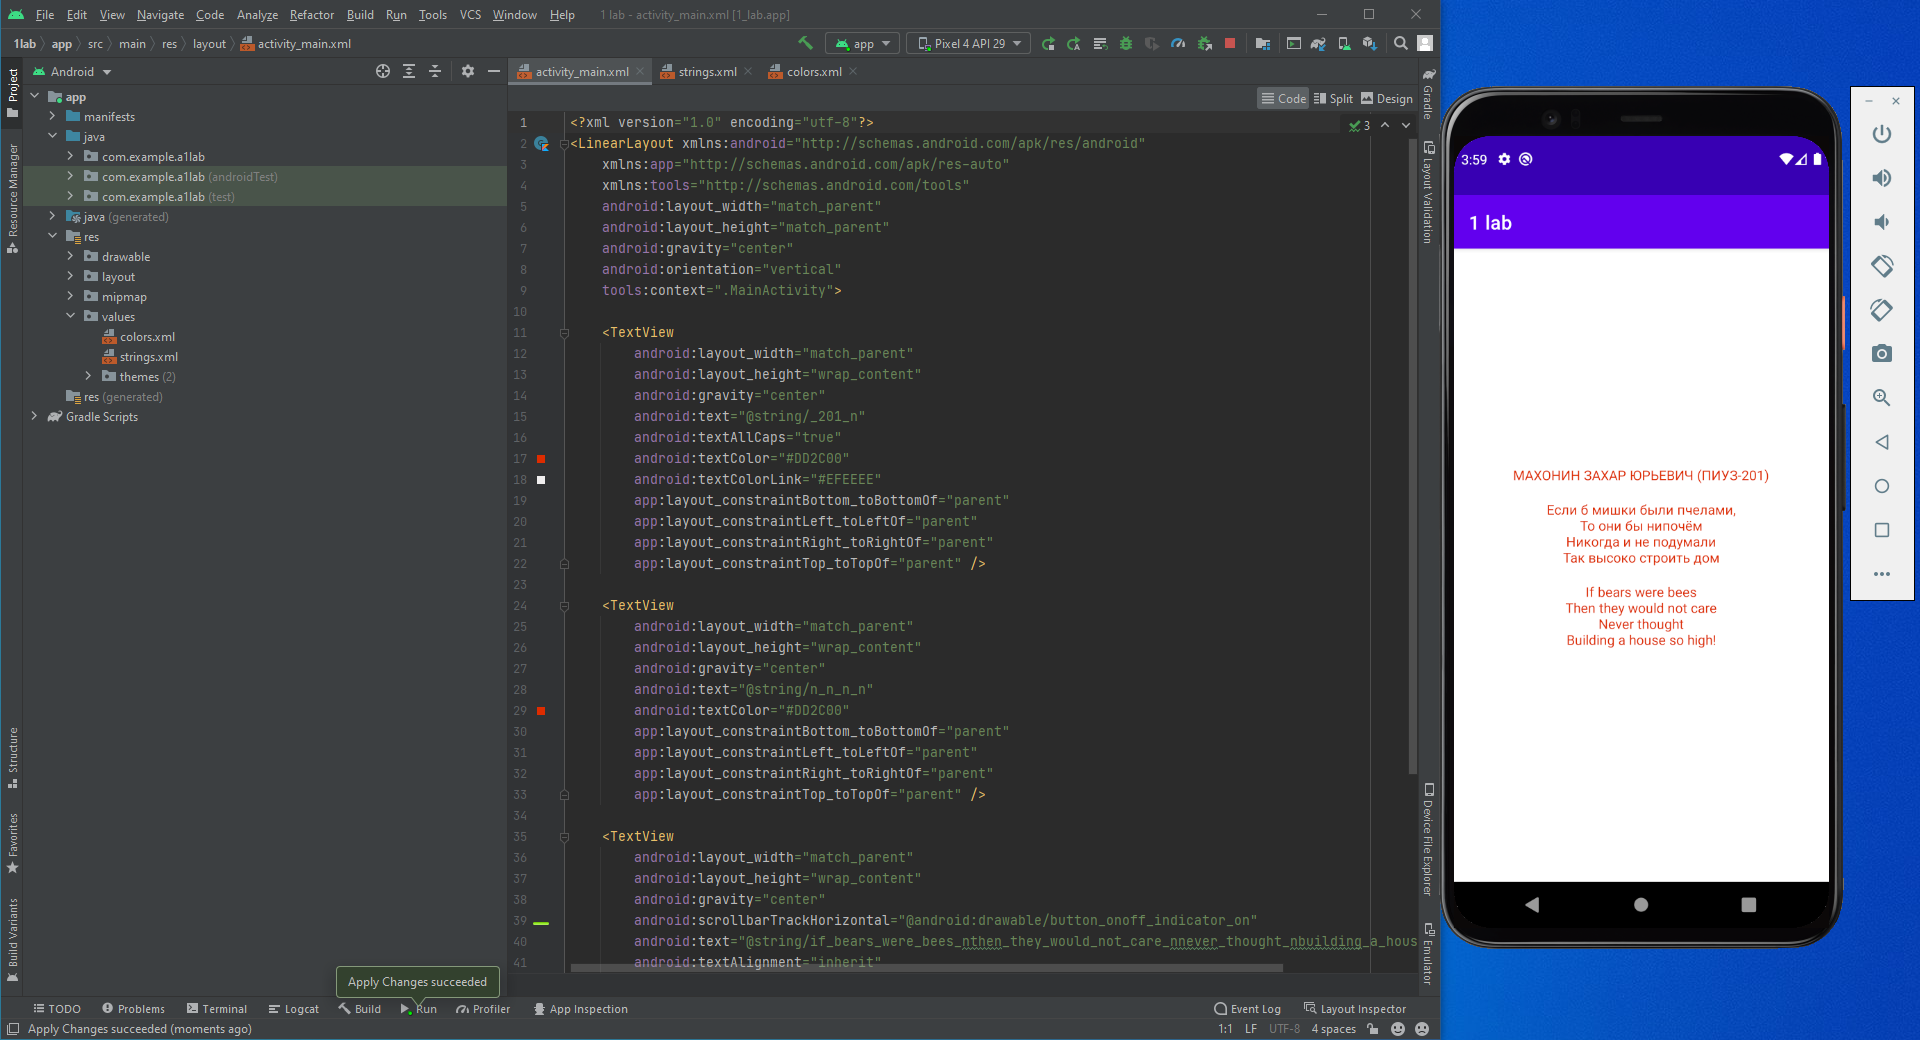 File Edit View Navigate Code Analyze Refactor Build Run Tools VCS Window Help 1 lab - activity_main.xml [1_lab.app]
1lab app src main res layout activity_main.xml app Pixel 4 API 29
Android
activity_main.xml strings.xml colors.xml
Code Split Design
Project
Resource Manager
Structure
Favorites
Build Variants
app
manifests
java
com.example.a1lab
com.example.a1lab (androidTest)
com.example.a1lab (test)
java (generated)
res
drawable
layout
mipmap
values
colors.xml
strings.xml
themes (2)
res (generated)
Gradle Scripts
3
1 <?xml version="1.0" encoding="utf-8"?>
2 <LinearLayout xmlns:android="http://schemas.android.com/apk/res/android"
3 xmlns:app="http://schemas.android.com/apk/res-auto"
4 xmlns:tools="http://schemas.android.com/tools"
5 android:layout_width="match_parent"
6 android:layout_height="match_parent"
7 android:gravity="center"
8 android:orientation="vertical"
9 tools:context=".MainActivity">
10
11 <TextView
12 android:layout_width="match_parent"
13 android:layout_height="wrap_content"
14 android:gravity="center"
15 android:text="@string/_201_n"
16 android:textAllCaps="true"
17 android:textColor="#DD2C00"
18 android:textColorLink="#EFEEEE"
19 app:layout_constraintBottom_toBottomOf="parent"
20 app:layout_constraintLeft_toLeftOf="parent"
21 app:layout_constraintRight_toRightOf="parent"
22 app:layout_constraintTop_toTopOf="parent" />
23
24 <TextView
25 android:layout_width="match_parent"
26 android:layout_height="wrap_content"
27 android:gravity="center"
28 android:text="@string/n_n_n_n"
29 android:textColor="#DD2C00"
30 app:layout_constraintBottom_toBottomOf="parent"
31 app:layout_constraintLeft_toLeftOf="parent"
32 app:layout_constraintRight_toRightOf="parent"
33 app:layout_constraintTop_toTopOf="parent" />
34
35 <TextView
36 android:layout_width="match_parent"
37 android:layout_height="wrap_content"
38 android:gravity="center"
39 android:scrollbarTrackHorizontal="@android:drawable/button_onoff_indicator_on"
40 android:text="@string/if_bears_were_bees_nthen_they_would_not_care_nnever_thought_nbuilding_a_hous
41 android:textAlignment="inherit"
Gradle
Layout Validation
Device File Explorer
Emulator
Apply Changes succeeded
TODO Problems Terminal Logcat Build Run Profiler App Inspection Event Log Layout Inspector
Apply Changes succeeded (moments ago) 1:1 LF UTF-8 4 spaces
3:59
1 lab
МАХОНИН ЗАХАР ЮРЬЕВИЧ (ПИУЗ-201)
Если б мишки были пчелами,
То они бы нипочём
Никогда и не подумали
Так высоко строить дом
If bears were bees
Then they would not care
Never thought
Building a house so high!